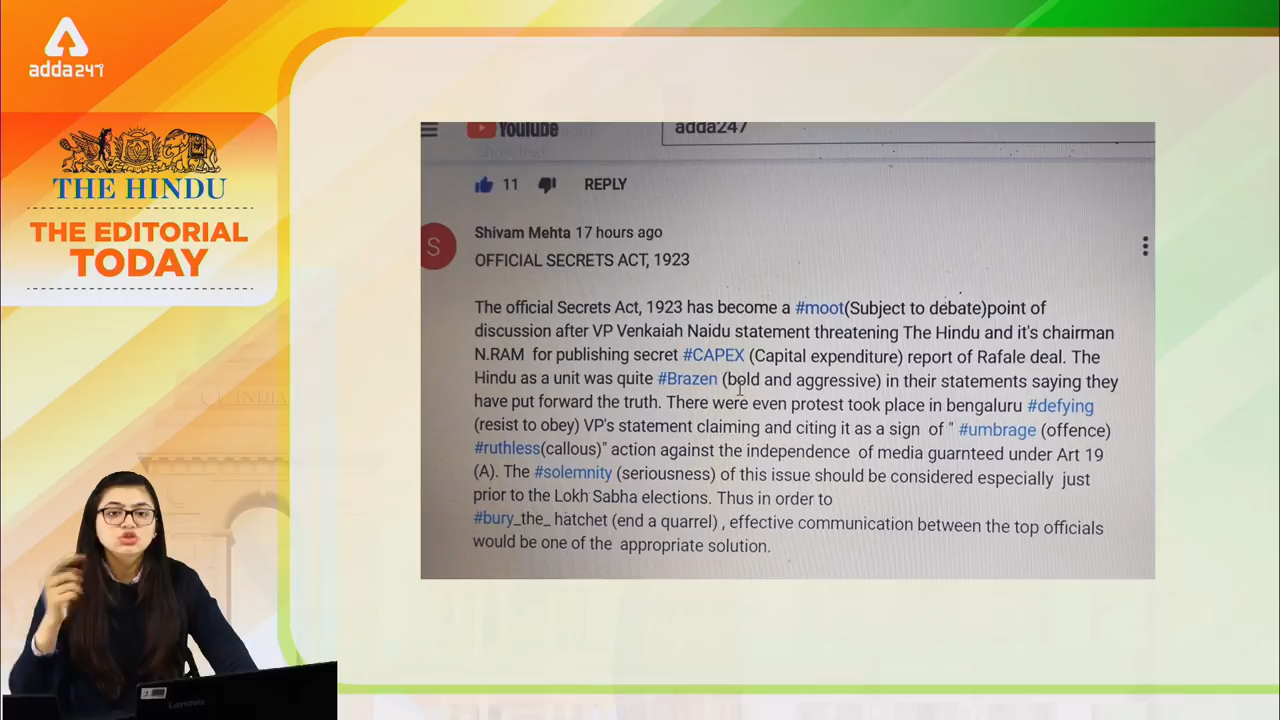 adda247
THE HINDU
THE EDITORIAL
TODAY
YouTube
adda247
Show less
11 REPLY
S
Shivam Mehta 17 hours ago
OFFICIAL SECRETS ACT, 1923
The official Secrets Act, 1923 has become a #moot(Subject to debate)point of
discussion after VP Venkaiah Naidu statement threatening The Hindu and it's chairman
N.RAM for publishing secret #CAPEX (Capital expenditure) report of Rafale deal. The
Hindu as a unit was quite #Brazen (bold and aggressive) in their statements saying they
have put forward the truth. There were even protest took place in bengaluru #defying
(resist to obey) VP's statement claiming and citing it as a sign of " #umbrage (offence)
#ruthless(callous)" action against the independence of media guarnteed under Art 19
(A). The #solemnity (seriousness) of this issue should be considered especially just
prior to the Lokh Sabha elections. Thus in order to
#bury_the_ hatchet (end a quarrel) , effective communication between the top officials
would be one of the appropriate solution.
Lenovo